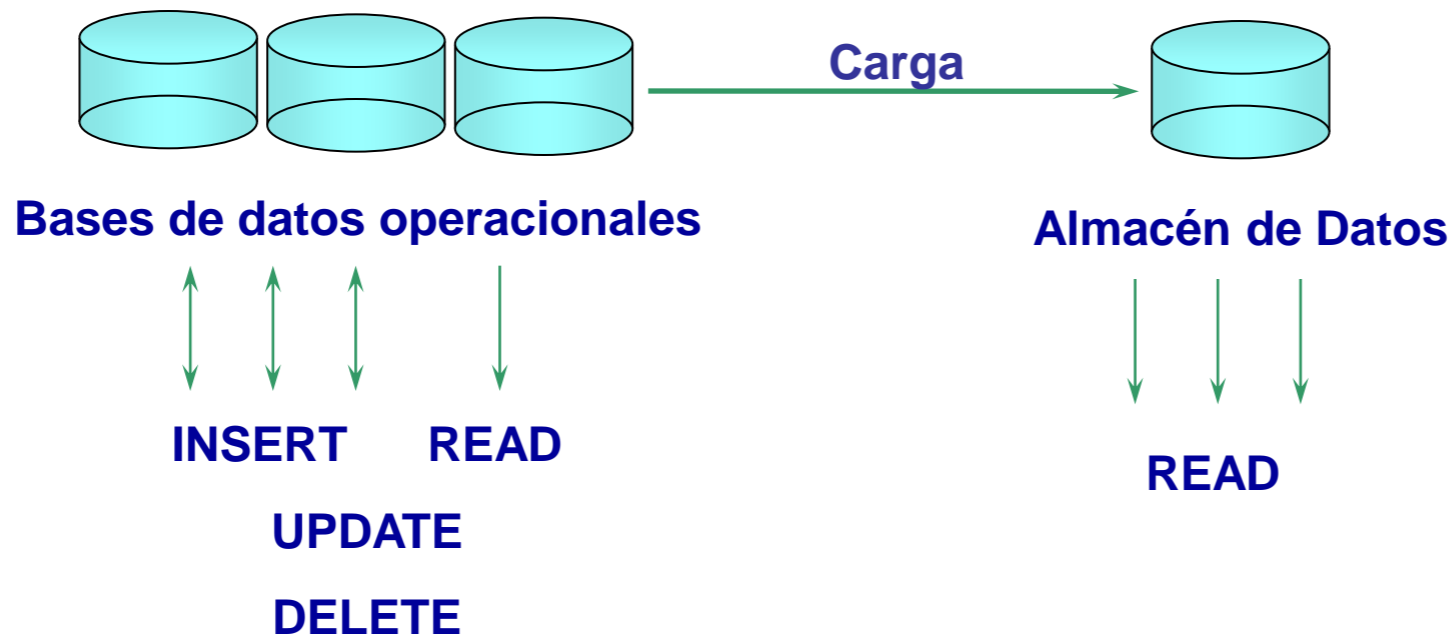 Carga
Bases de datos operacionales
Almacén de Datos
INSERT READ
READ
UPDATE
DELETE